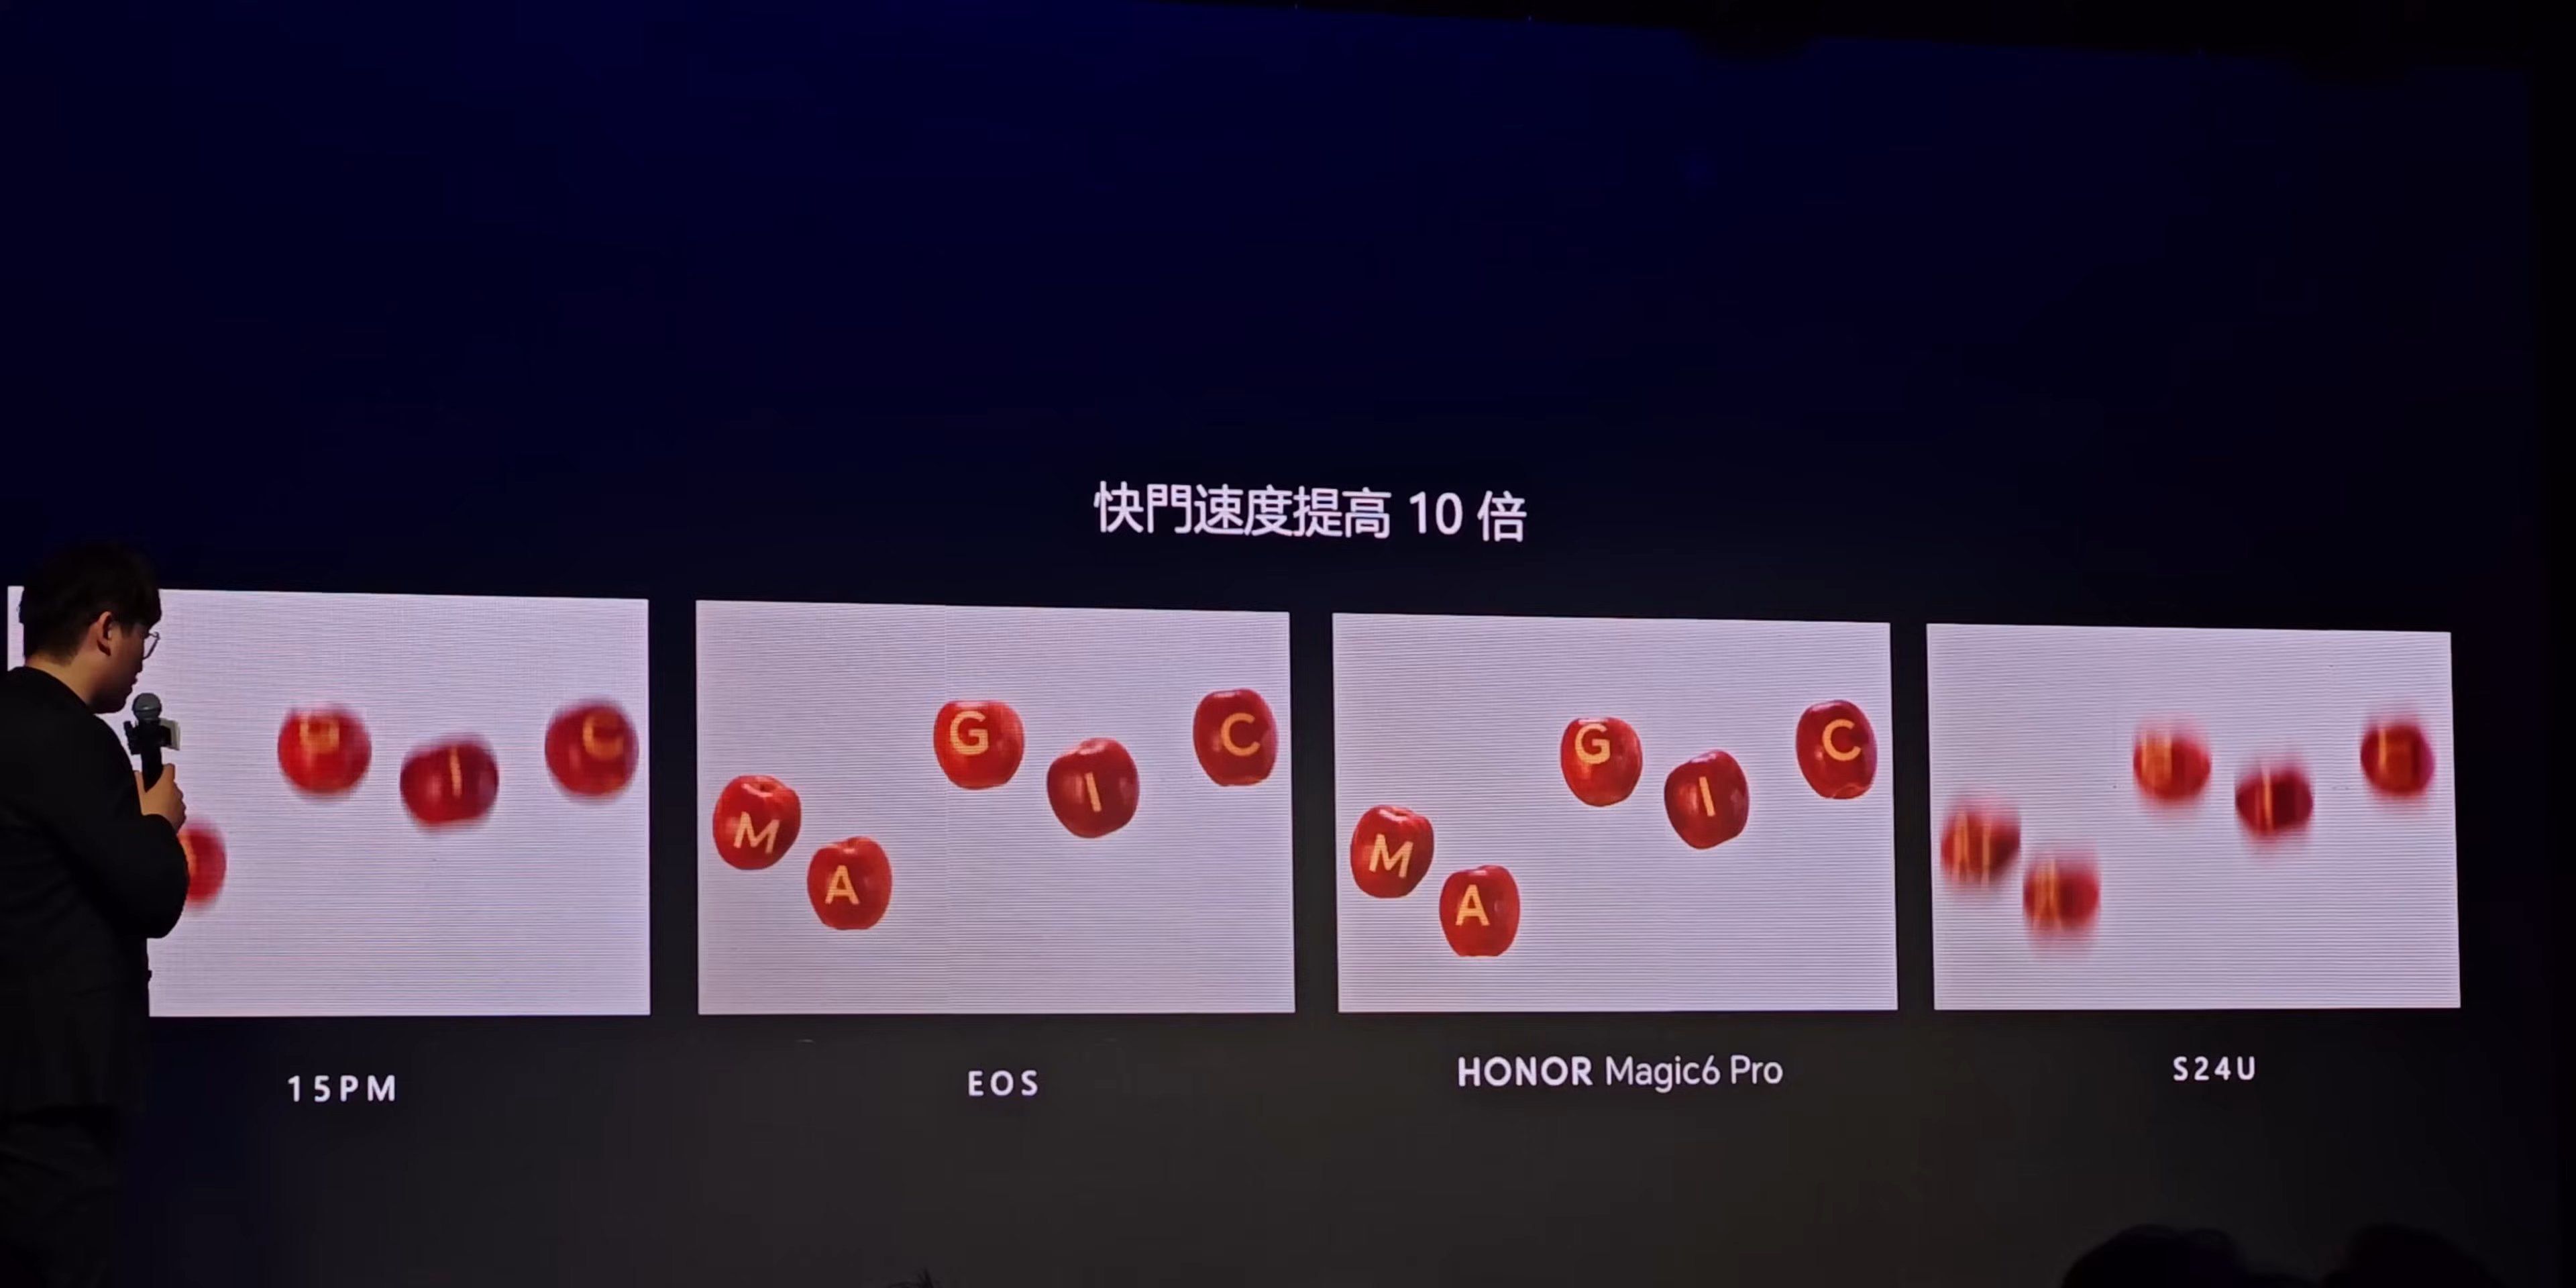 快門速度提高 10 倍
G I C
M A G I C
M A G I C
15PM
EOS
HONOR Magic6 Pro
S24U